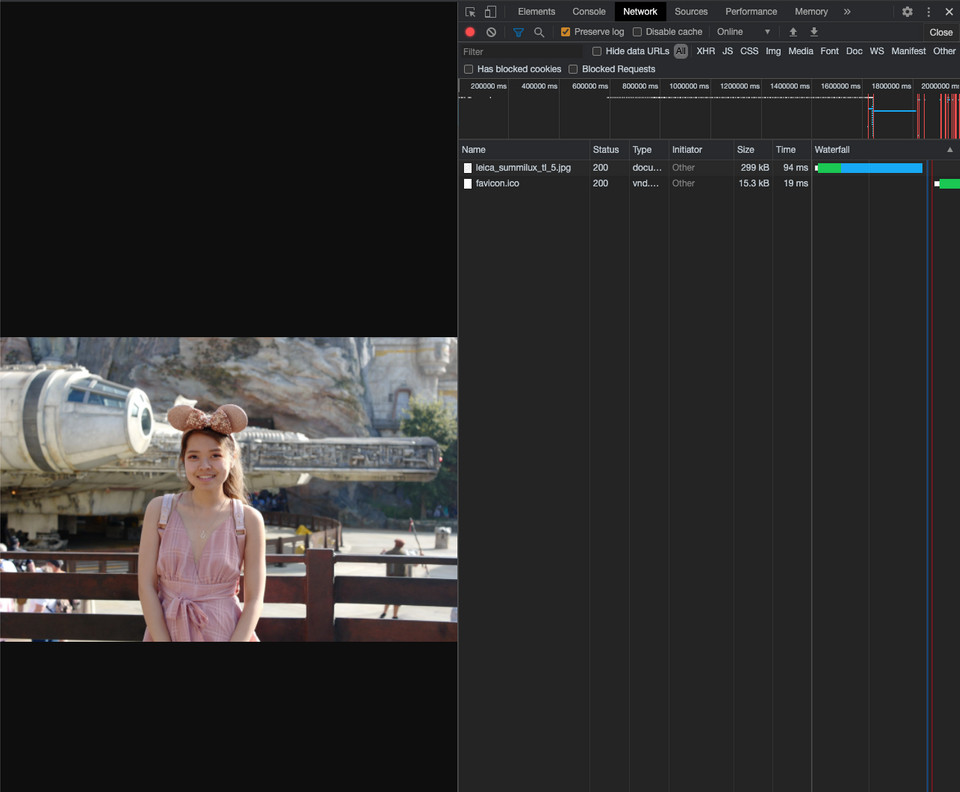 Elements Console Network Sources Performance Memory »
Preserve log Disable cache Online Close
Filter Hide data URLs All XHR JS CSS Img Media Font Doc WS Manifest Other
Has blocked cookies Blocked Requests
200000 ms 400000 ms 600000 ms 800000 ms 1000000 ms 1200000 ms 1400000 ms 1600000 ms 1800000 ms 2000000 ms
Name Status Type Initiator Size Time Waterfall
leica_summilux_tl_5.jpg 200 docu... Other 299 kB 94 ms
favicon.ico 200 vnd.... Other 15.3 kB 19 ms